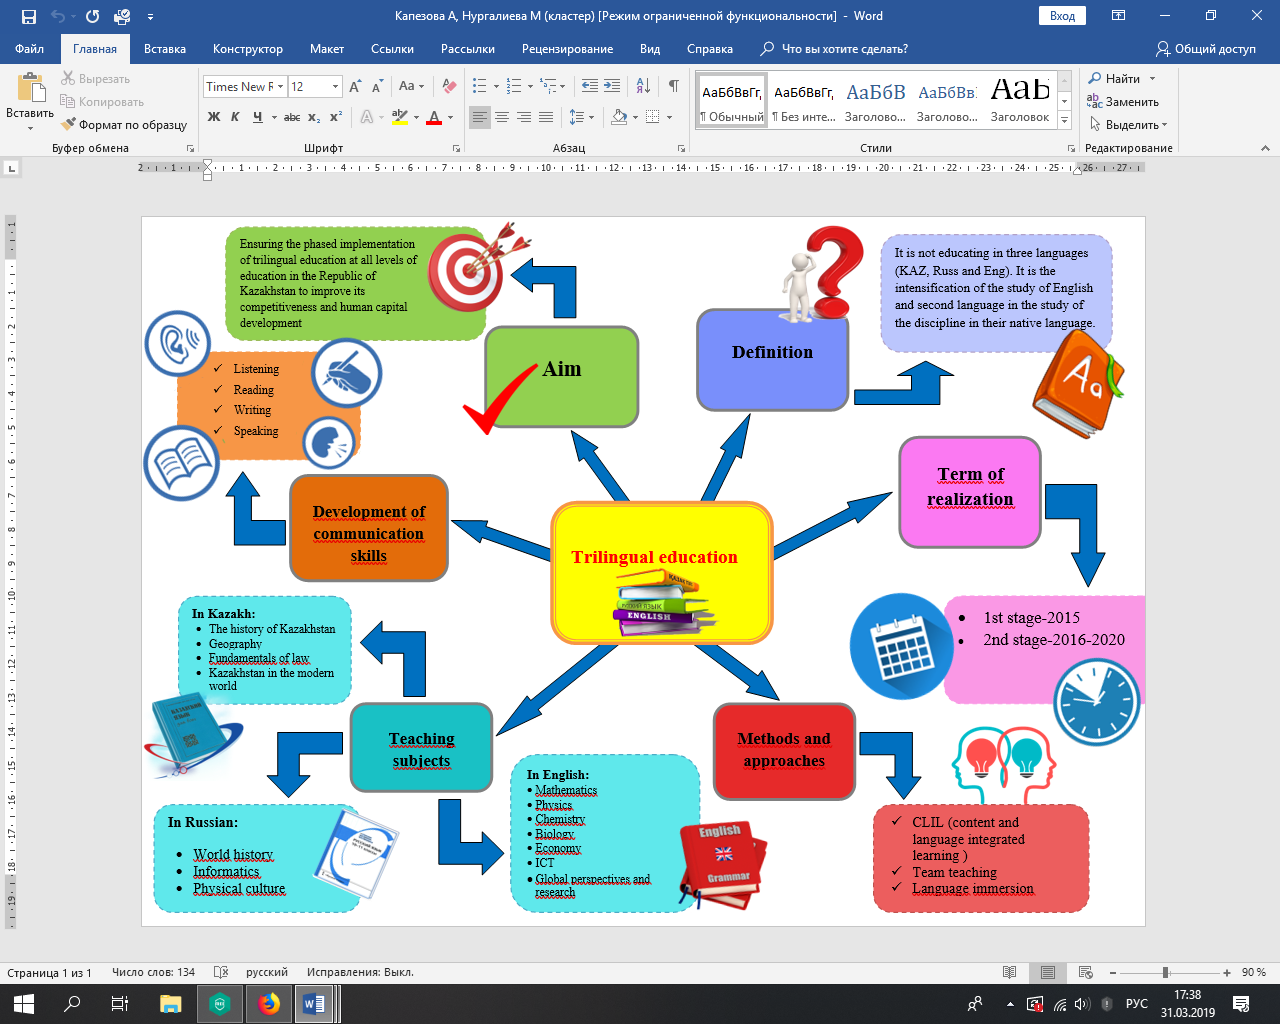 Капезова А, Нургалиева М (кластер) [Режим ограниченной функциональности] - Word
Вход
Файл
Главная
Вставка
Конструктор
Макет
Ссылки
Рассылки
Рецензирование
Вид
Справка
Что вы хотите сделать?
Общий доступ
Вставить
Вырезать
Копировать
Формат по образцу
Буфер обмена
Times New R
12
Шрифт
Абзац
АаБбВвГг,
АаБбВвГг,
АаБбВ
АаБбВв
Аab
¶ Обычный
¶ Без инте...
Заголово...
Заголово...
Заголовок
Стили
Найти
Заменить
Выделить
Редактирование
Ensuring the phased implementation
of trilingual education at all levels of
education in the Republic of
Kazakhstan to improve its
competitiveness and human capital
development
It is not educating in three languages
(KAZ, Russ and Eng). It is the
intensification of the study of English
and second language in the study of
the discipline in their native language.
Aim
Definition
Listening
Reading
Writing
Speaking
Term of
realization
Development of
communication
skills
Trilingual education
ENGLISH
In Kazakh:
The history of Kazakhstan
Geography
Fundamentals of law
Kazakhstan in the modern
world
1st stage-2015
2nd stage-2016-2020
Teaching
subjects
Methods and
approaches
In Russian:
World history
Informatics
Physical culture
In English:
Mathematics
Physics
Chemistry
Biology
Economy
ICT
Global perspectives and
research
English
Grammar
CLIL (content and
language integrated
learning )
Team teaching
Language immersion
Страница 1 из 1
Число слов: 134
русский
Исправления: Выкл.
90 %
РУС
17:38
31.03.2019